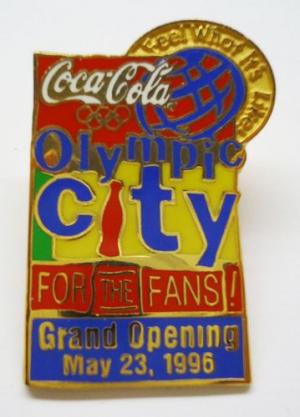 Feel What It's Like!
Coca-Cola
Olympic
City
FOR THE FANS!
Grand Opening
May 23, 1996